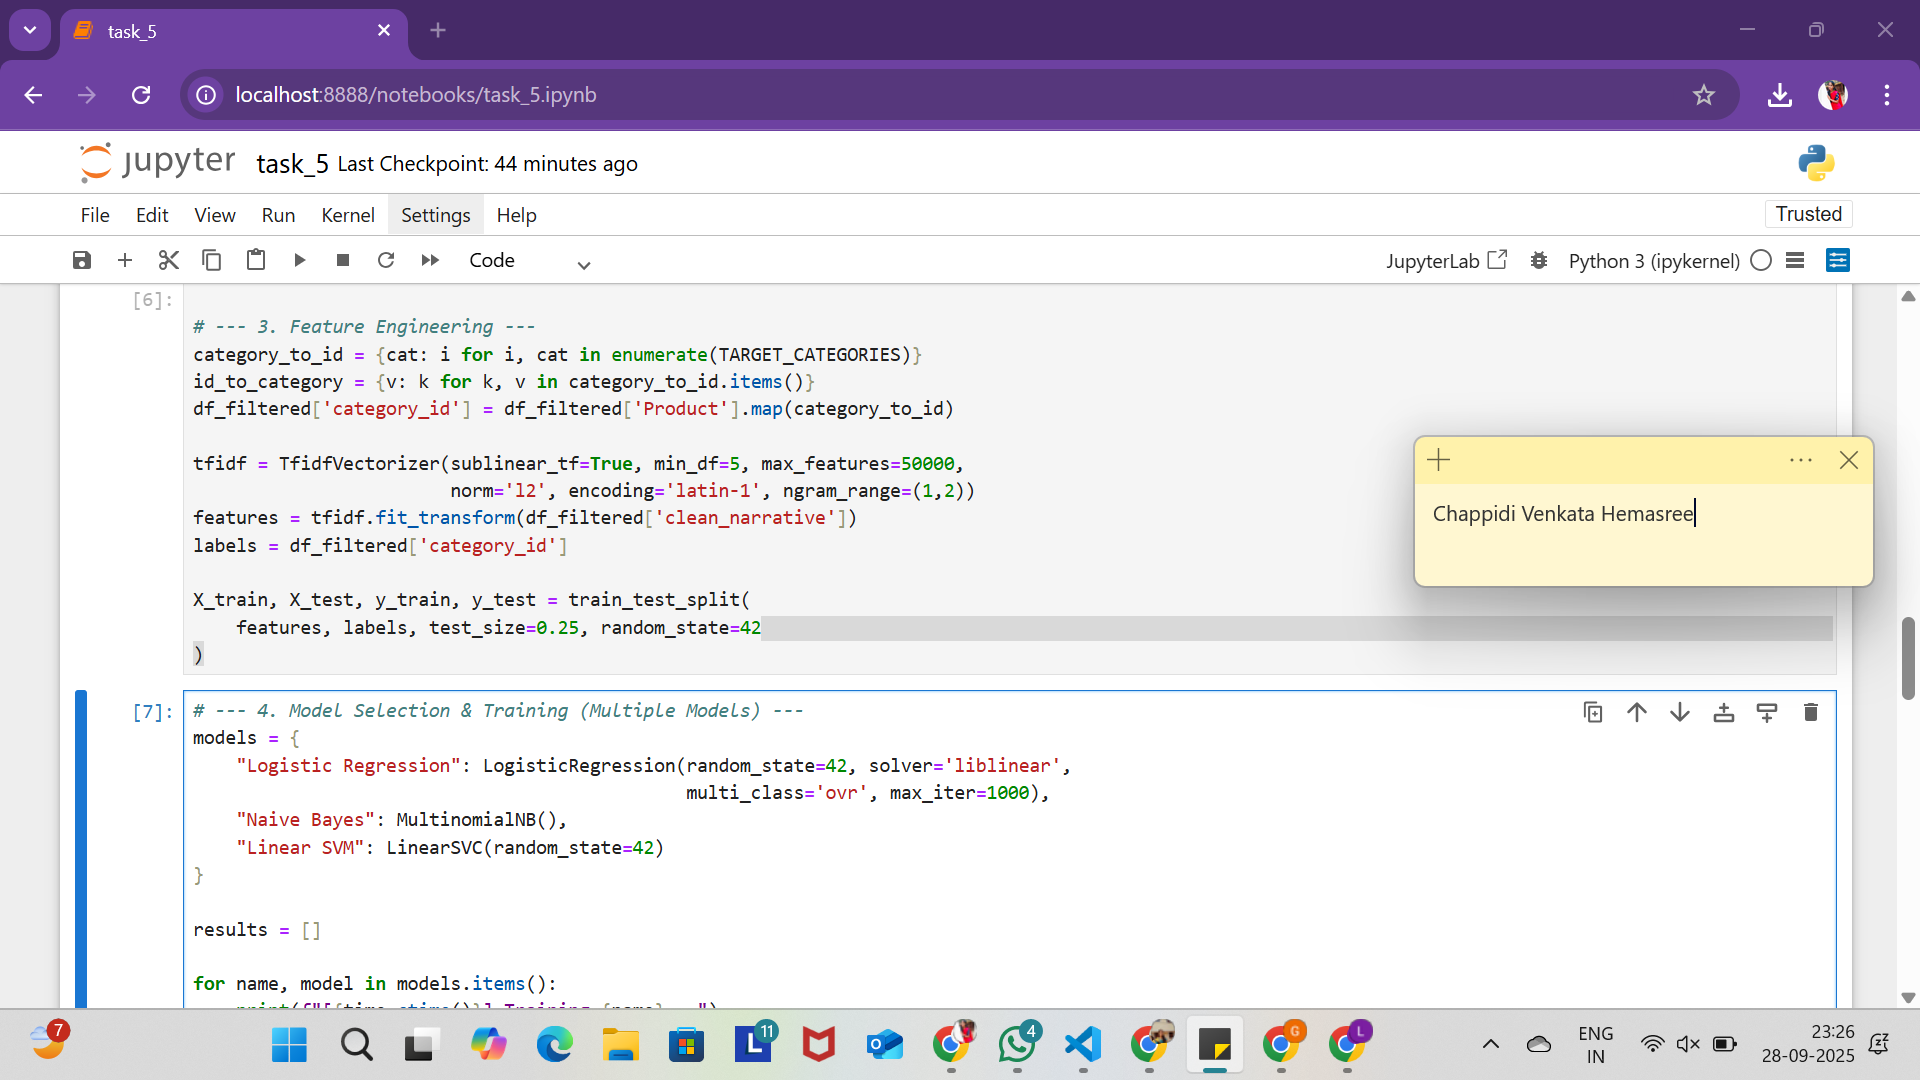 task_5
localhost:8888/notebooks/task_5.ipynb
jupyter task_5 Last Checkpoint: 44 minutes ago
File Edit View Run Kernel Settings Help Trusted
Code JupyterLab Python 3 (ipykernel)
[6]:
# --- 3. Feature Engineering ---
category_to_id = {cat: i for i, cat in enumerate(TARGET_CATEGORIES)}
id_to_category = {v: k for k, v in category_to_id.items()}
df_filtered['category_id'] = df_filtered['Product'].map(category_to_id)
tfidf = TfidfVectorizer(sublinear_tf=True, min_df=5, max_features=50000,
norm='l2', encoding='latin-1', ngram_range=(1,2))
features = tfidf.fit_transform(df_filtered['clean_narrative'])
labels = df_filtered['category_id']
X_train, X_test, y_train, y_test = train_test_split(
features, labels, test_size=0.25, random_state=42
)
Chappidi Venkata Hemasree
[7]:
# --- 4. Model Selection & Training (Multiple Models) ---
models = {
"Logistic Regression": LogisticRegression(random_state=42, solver='liblinear',
multi_class='ovr', max_iter=1000),
"Naive Bayes": MultinomialNB(),
"Linear SVM": LinearSVC(random_state=42)
}
results = []
for name, model in models.items():
7
11
4
G
L
ENG
IN
23:26
28-09-2025